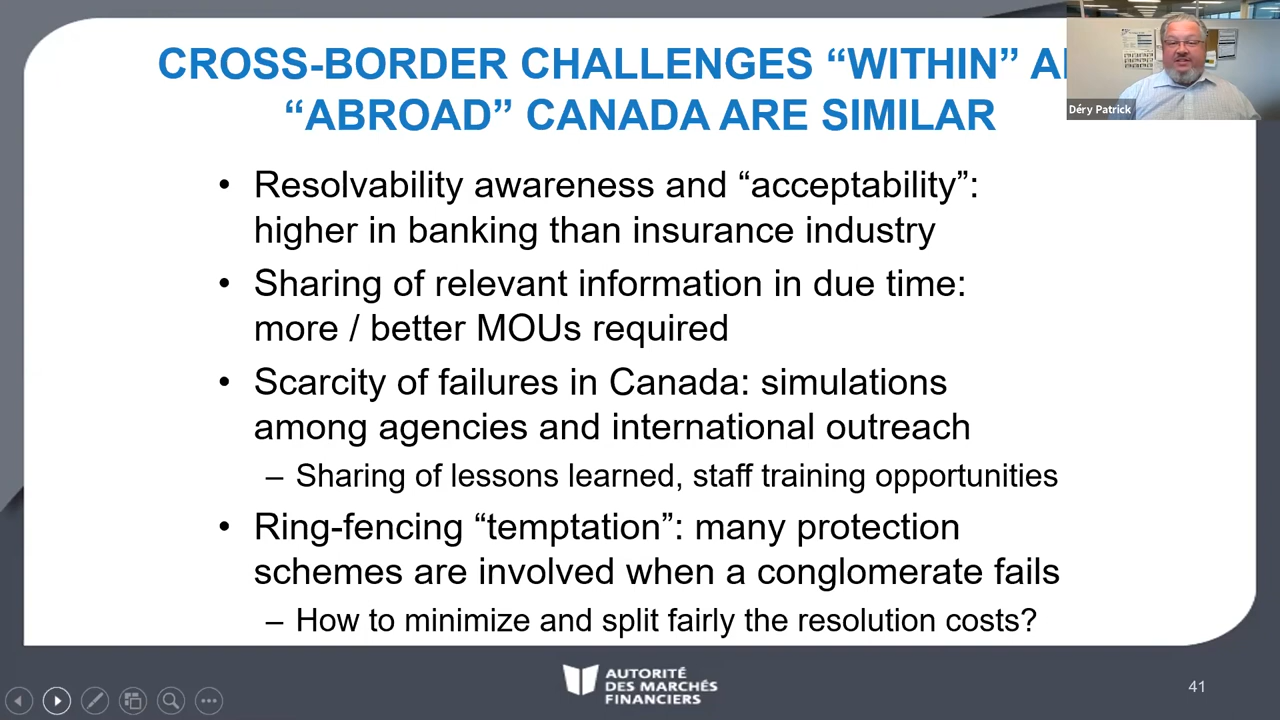 CROSS-BORDER CHALLENGES “WITHIN”
“ABROAD” CANADA ARE SIMILAR
Déry Patrick
• Resolvability awareness and “acceptability”:
higher in banking than insurance industry
• Sharing of relevant information in due time:
more / better MOUs required
• Scarcity of failures in Canada: simulations
among agencies and international outreach
– Sharing of lessons learned, staff training opportunities
• Ring-fencing “temptation”: many protection
schemes are involved when a conglomerate fails
– How to minimize and split fairly the resolution costs?
AUTORITÉ
DES MARCHÉS
FINANCIERS
41